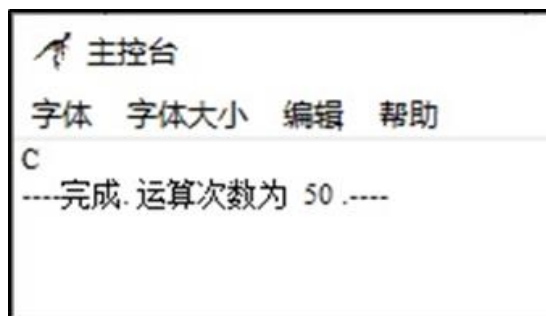 主控台
字体 字体大小 编辑 帮助
C
----完成. 运算次数为 50 .----